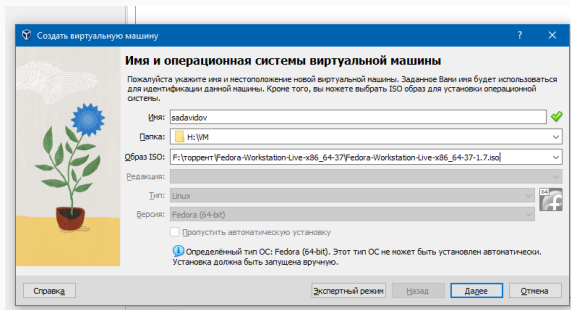 Создать виртуальную машину
Имя и операционная системы виртуальной машины
Пожалуйста укажите имя и местоположение новой виртуальной машины. Заданное Вами имя будет использоваться
для идентификации данной машины. Кроме того, вы можете выбрать ISO образ для установки операционной
системы.
Имя: sadavidov
Папка: H:\VM
Образ ISO: F:\торрент\Fedora-Workstation-Live-x86_64-37\Fedora-Workstation-Live-x86_64-37-1.7.iso
Редакция:
Тип: Linux
Версия: Fedora (64-bit)
64
Пропустить автоматическую установку
Определённый тип ОС: Fedora (64-bit). Этот тип ОС не может быть установлен автоматически.
Установка должна быть запущена вручную.
Справка Экспертный режим Назад Далее Отмена